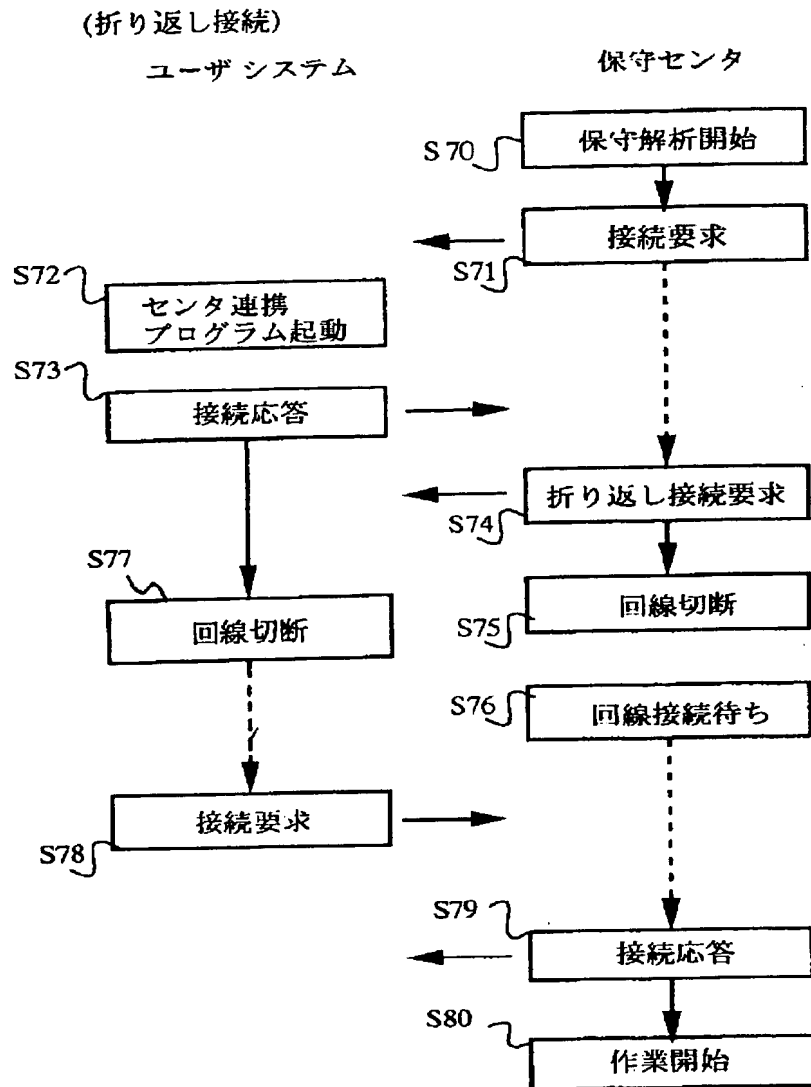 (折り返し接続)
ユーザ システム
保守センタ
S70
保守解析開始
接続要求
S71
S72
センタ連携
プログラム起動
S73
接続応答
折り返し接続要求
S74
S77
回線切断
回線切断
S75
S76
回線接続待ち
接続要求
S78
S79
接続応答
S80
作業開始